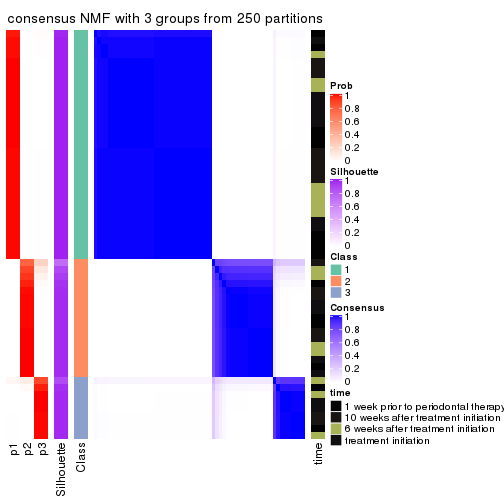 consensus NMF with 3 groups from 250 partitions
Prob
1
0.8
0.6
0.4
0.2
0
Silhouette
1
0.8
0.6
0.4
0.2
0
Class
1
2
3
Consensus
1
0.8
0.6
0.4
0.2
0
time
1 week prior to periodontal therapy
10 weeks after treatment initiation
6 weeks after treatment initiation
treatment initiation
p1
p2
p3
Silhouette
Class
time